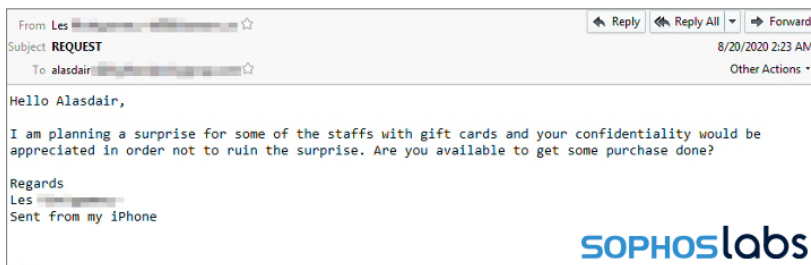 From Les
Reply Reply All Forward
Subject REQUEST
8/20/2020 2:23 AM
To alasdair
Other Actions
Hello Alasdair,
I am planning a surprise for some of the staffs with gift cards and your confidentiality would be
appreciated in order not to ruin the surprise. Are you available to get some purchase done?
Regards
Les
Sent from my iPhone
SOPHOSlabs